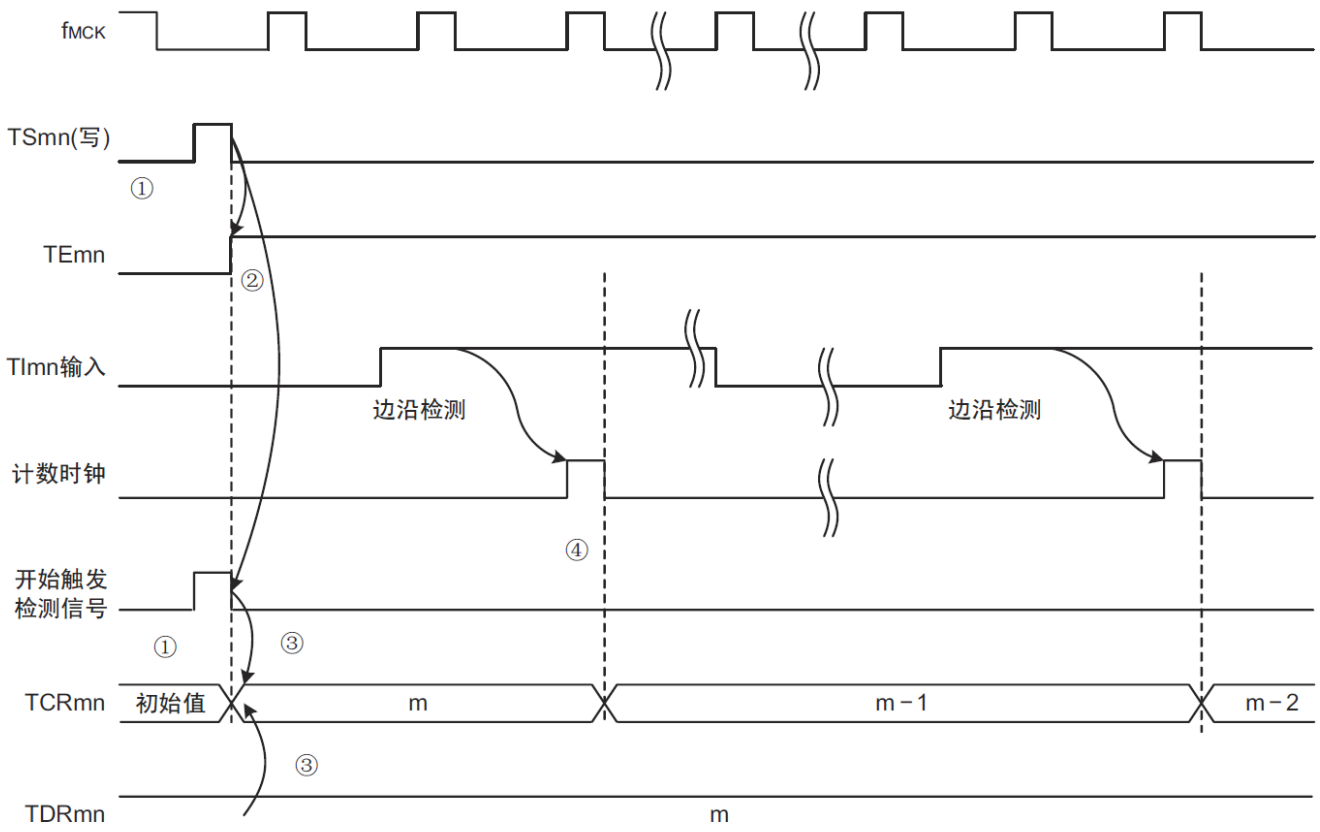 fMCK
TSmn(写)
①
TEmn
②
TImn输入
边沿检测 边沿检测
计数时钟
④
开始触发
检测信号
① ③
TCRmn 初始值 m m-1 m-2
③
TDRmn m